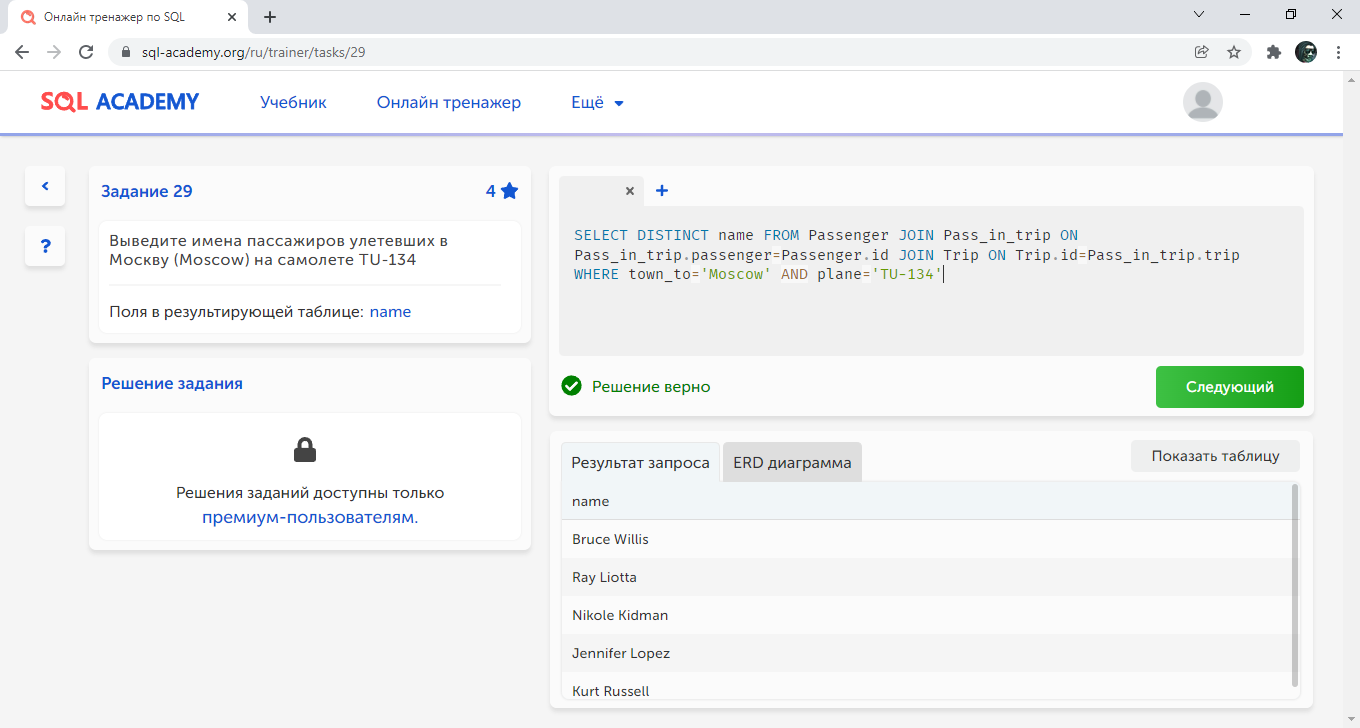 Онлайн тренажер по SQL
sql-academy.org/ru/trainer/tasks/29
SQL ACADEMY
Учебник
Онлайн тренажер
Ещё
Задание 29
4
Выведите имена пассажиров улетевших в
Москву (Moscow) на самолете TU-134
Поля в результирующей таблице: name
?
Решение задания
Решения заданий доступны только
премиум-пользователям.
SELECT DISTINCT name FROM Passenger JOIN Pass_in_trip ON
Pass_in_trip.passenger=Passenger.id JOIN Trip ON Trip.id=Pass_in_trip.trip
WHERE town_to='Moscow' AND plane='TU-134'
Решение верно
Следующий
Результат запроса
ERD диаграмма
Показать таблицу
name
Bruce Willis
Ray Liotta
Nikole Kidman
Jennifer Lopez
Kurt Russell